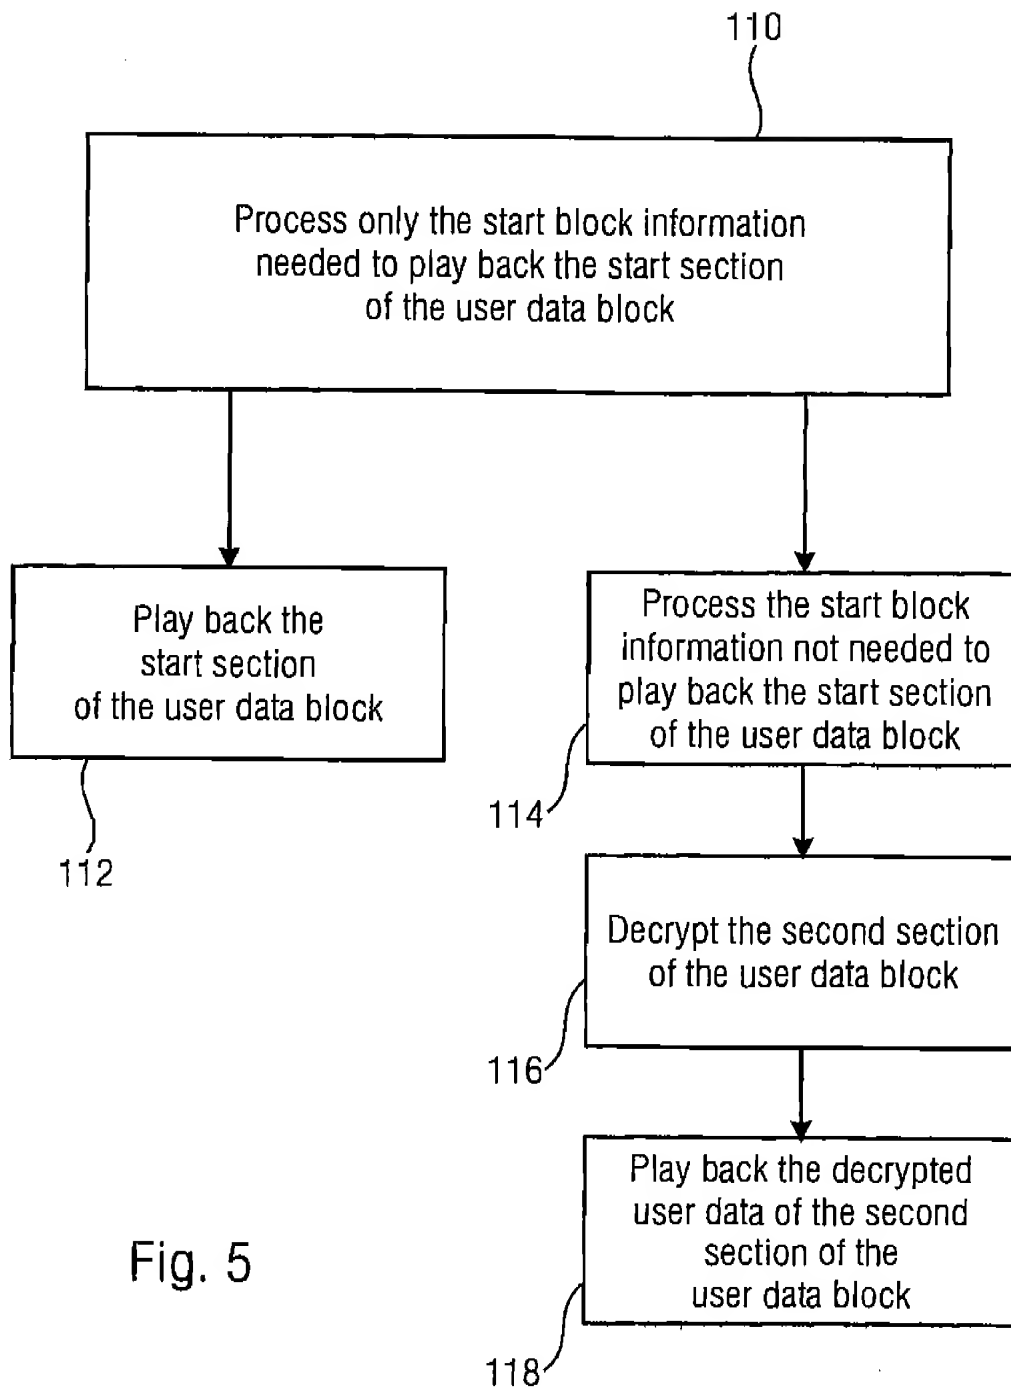 110
Process only the start block information
needed to play back the start section
of the user data block
Play back the
start section
of the user data block
112
Process the start block
information not needed to
play back the start section
of the user data block
114
Decrypt the second section
of the user data block
116
Play back the decrypted
user data of the second
section of the
user data block
118
Fig. 5